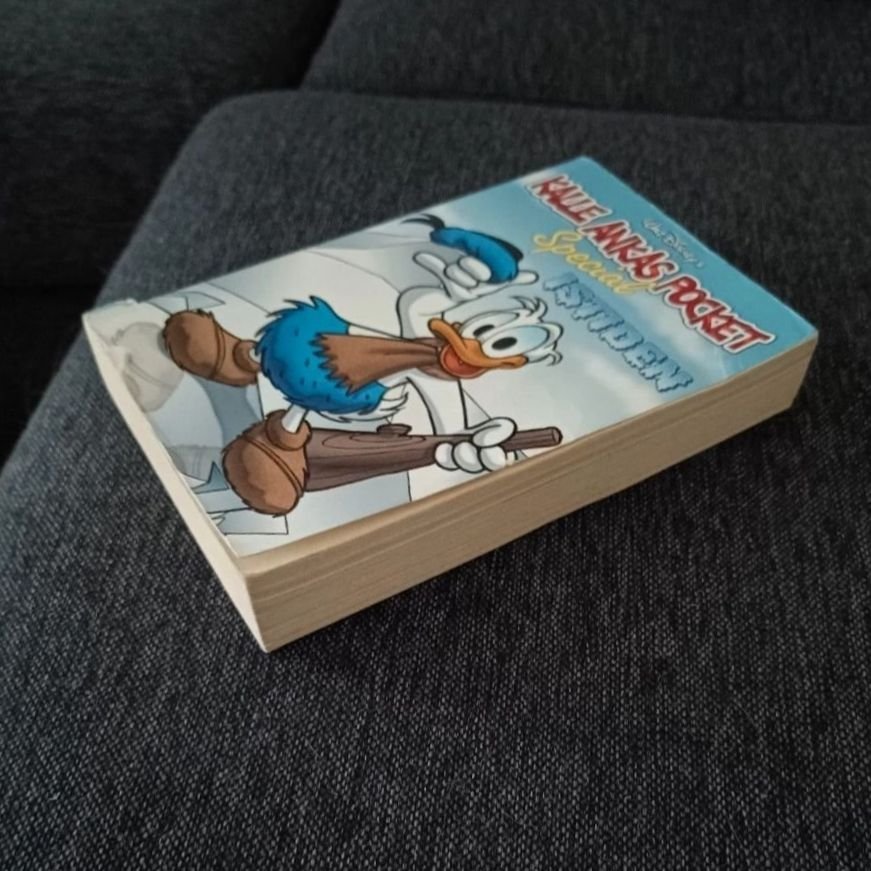 Walt Disney's
KALLE ANKAS POCKET
Special
ISTIDEN